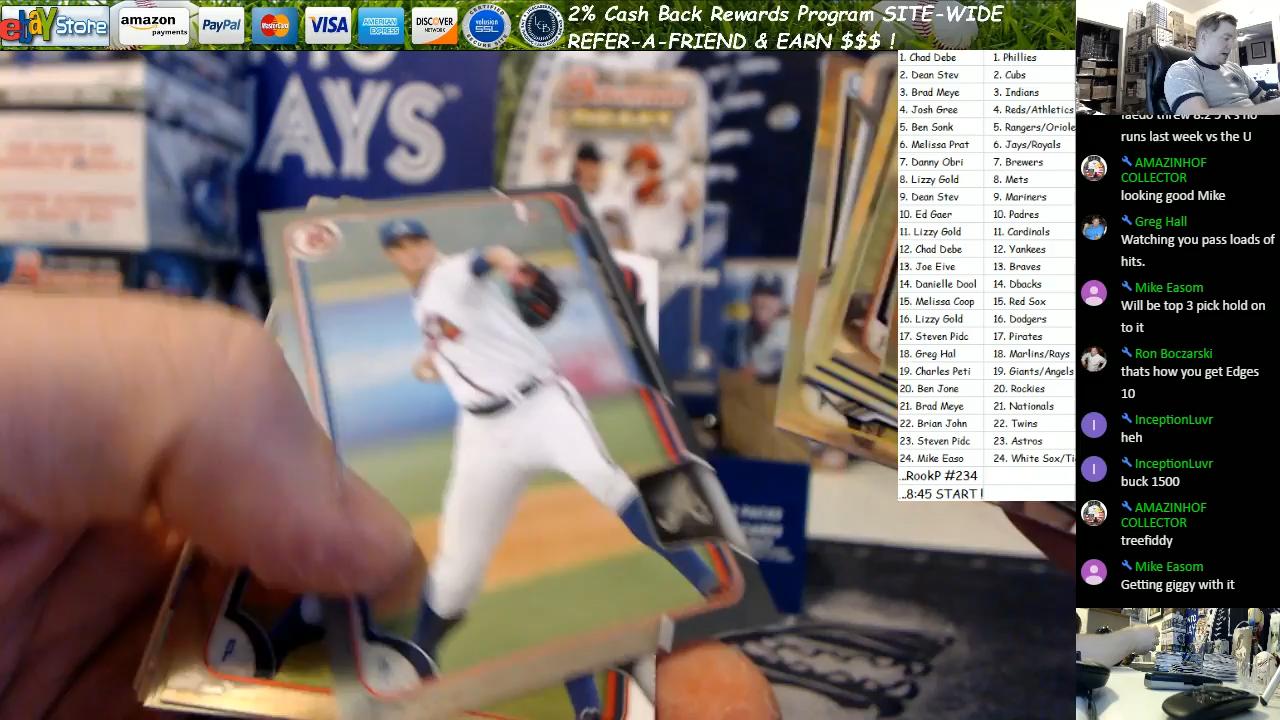 ebay Store
amazon
payments
PayPal
MasterCard
VISA
AMERICAN
EXPRESS
DISCOVER
NETWORK
SSL
2% Cash Back Rewards Program SITE-WIDE
REFER-A-FRIEND & EARN $$$ !
AYS
1. Chad Debe 1. Phillies
2. Dean Stev 2. Cubs
3. Brad Meye 3. Indians
4. Josh Gree 4. Reds/Athletics
5. Ben Sonk 5. Rangers/Oriole
6. Melissa Prat 6. Jays/Royals
7. Danny Obri 7. Brewers
8. Lizzy Gold 8. Mets
9. Dean Stev 9. Mariners
10. Ed Gaer 10. Padres
11. Lizzy Gold 11. Cardinals
12. Chad Debe 12. Yankees
13. Joe Eive 13. Braves
14. Danielle Dool 14. Dbacks
15. Melissa Coop 15. Red Sox
16. Lizzy Gold 16. Dodgers
17. Steven Pidc 17. Pirates
18. Greg Hal 18. Marlins/Rays
19. Charles Peti 19. Giants/Angels
20. Ben Jone 20. Rockies
21. Brad Meye 21. Nationals
22. Brian John 22. Twins
23. Steven Pidc 23. Astros
24. Mike Easo 24. White Sox/Ti
...RookP #234
..8:45 START !
faedo threw 8.2 5 k's no
runs last week vs the U
AMAZINHOF
COLLECTOR
looking good Mike
Greg Hall
Watching you pass loads of
hits.
Mike Easom
Will be top 3 pick hold on
to it
Ron Boczarski
thats how you get Edges
10
I
InceptionLuvr
heh
I
InceptionLuvr
buck 1500
AMAZINHOF
COLLECTOR
treefiddy
Mike Easom
Getting giggy with it